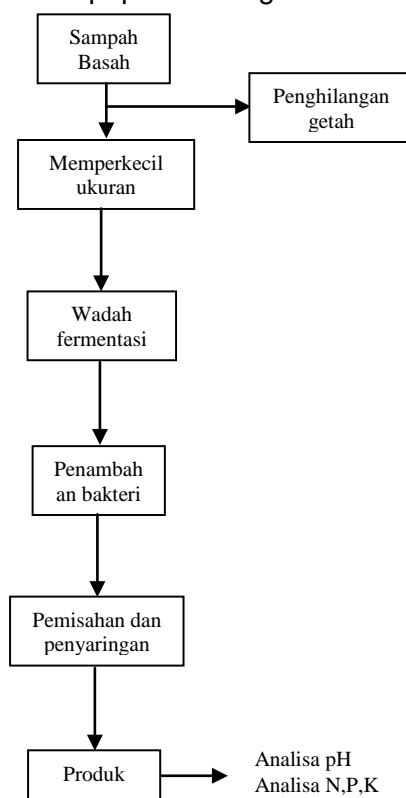 Sampah
Basah
Penghilangan
getah
Memperkecil
ukuran
Wadah
fermentasi
Penambah
an bakteri
Pemisahan dan
penyaringan
Produk
Analisa pH
Analisa N,P,K